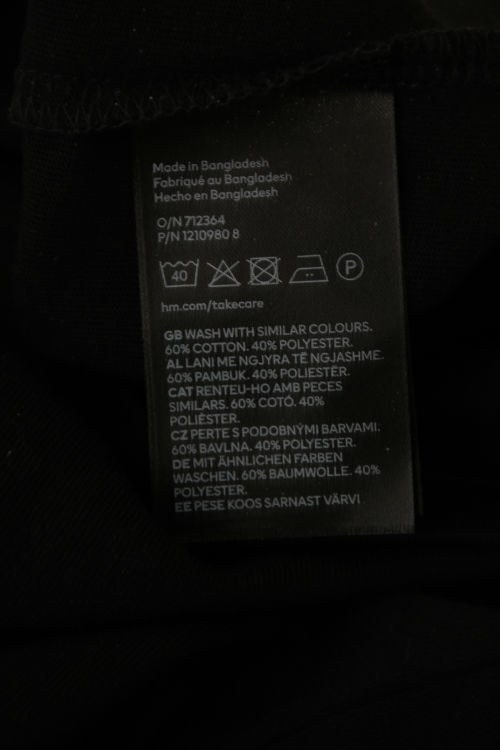 Made in Bangladesh
Fabriqué au Bangladesh
Hecho en Bangladesh
O/N 712364
P/N 1210980 8
40 P
hm.com/takecare
GB WASH WITH SIMILAR COLOURS.
60% COTTON. 40% POLYESTER.
AL LANI ME NGJYRA TË NGJASHME.
60% PAMBUK. 40% POLIESTËR.
CAT RENTEU-HO AMB PECES
SIMILARS. 60% COTÓ. 40%
POLIÈSTER.
CZ PERTE S PODOBNÝMI BARVAMI.
60% BAVLNA. 40% POLYESTER.
DE MIT ÄHNLICHEN FARBEN
WASCHEN. 60% BAUMWOLLE. 40%
POLYESTER.
EE PESE KOOS SARNAST VÄRVI